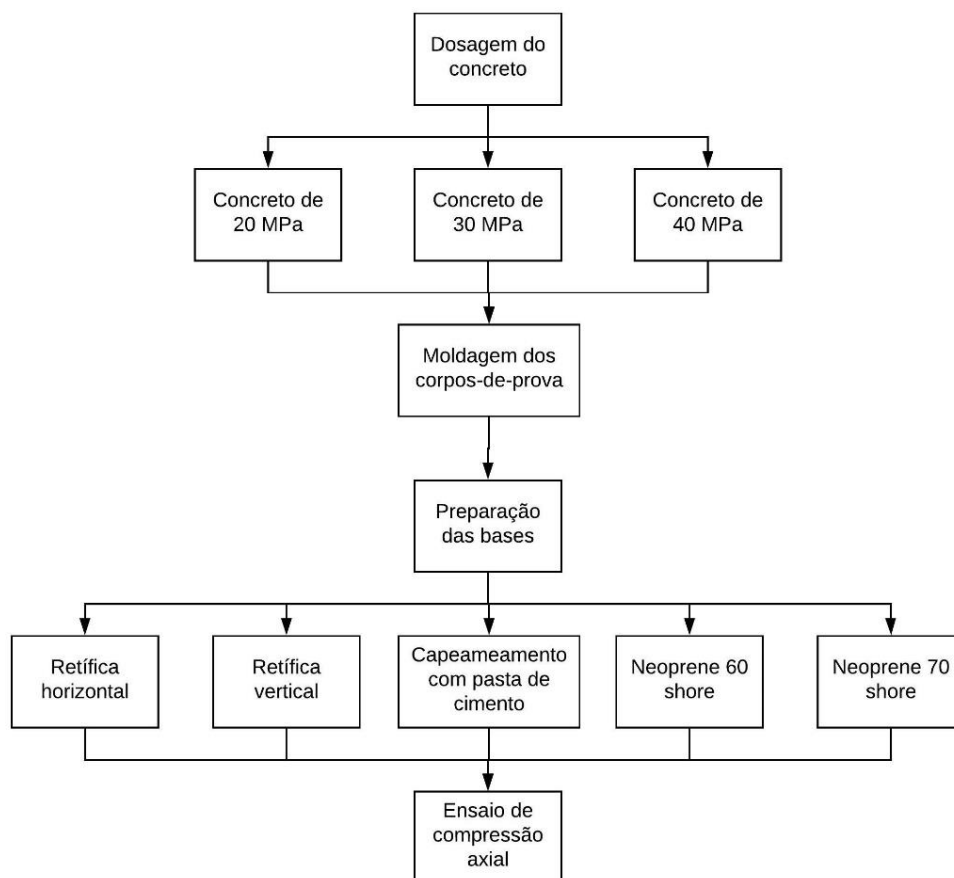 Dosagem do
concreto
Concreto de
20 MPa
Concreto de
30 MPa
Concreto de
40 MPa
Moldagem dos
corpos-de-prova
Preparação
das bases
Retífica
horizontal
Retífica
vertical
Capeameamento
com pasta de
cimento
Neoprene 60
shore
Neoprene 70
shore
Ensaio de
compressão
axial